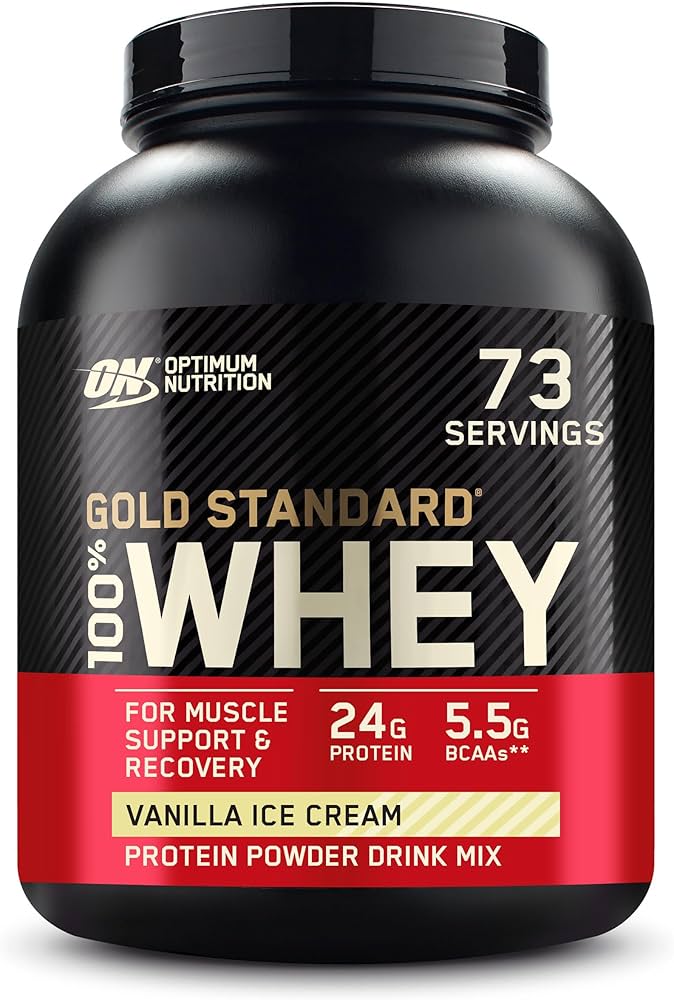 ON® OPTIMUM
NUTRITION
73
SERVINGS
GOLD STANDARD®
100%
WHEY
FOR MUSCLE
SUPPORT &
RECOVERY
24G
PROTEIN
5.5G
BCAAs**
VANILLA ICE CREAM
PROTEIN POWDER DRINK MIX